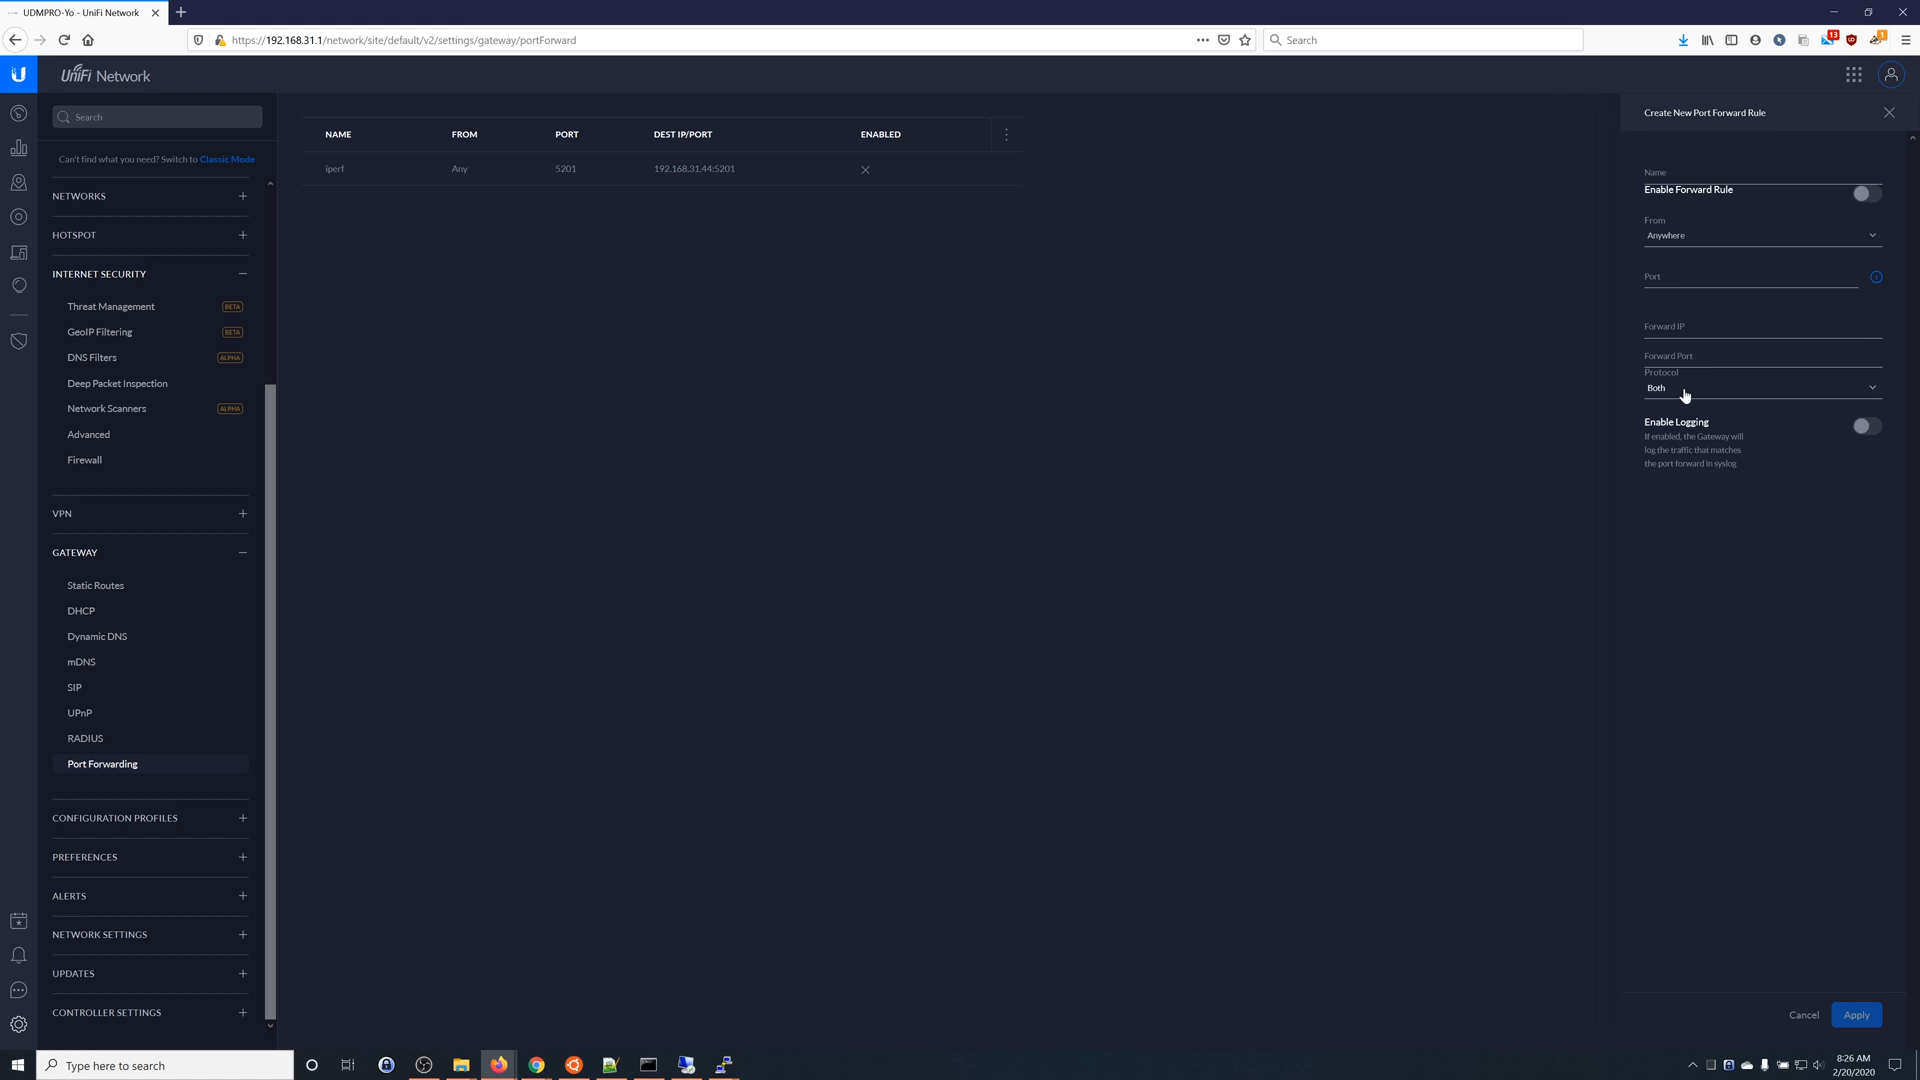 UDMPRO-Yo - UniFi Network
https://192.168.31.1/network/site/default/v2/settings/gateway/portForward
Search
13
1
UniFi Network
Search
Can't find what you need? Switch to Classic Mode
NETWORKS
HOTSPOT
INTERNET SECURITY
Threat Management BETA
GeoIP Filtering BETA
DNS Filters ALPHA
Deep Packet Inspection
Network Scanners ALPHA
Advanced
Firewall
VPN
GATEWAY
Static Routes
DHCP
Dynamic DNS
mDNS
SIP
UPnP
RADIUS
Port Forwarding
CONFIGURATION PROFILES
PREFERENCES
ALERTS
NETWORK SETTINGS
UPDATES
CONTROLLER SETTINGS
NAME FROM PORT DEST IP/PORT ENABLED
iperf Any 5201 192.168.31.44:5201
Create New Port Forward Rule
Name
Enable Forward Rule
From
Anywhere
Port
Forward IP
Forward Port
Protocol
Both
Enable Logging
If enabled, the Gateway will
log the traffic that matches
the port forward in syslog
Cancel Apply
Type here to search
8:26 AM
2/20/2020